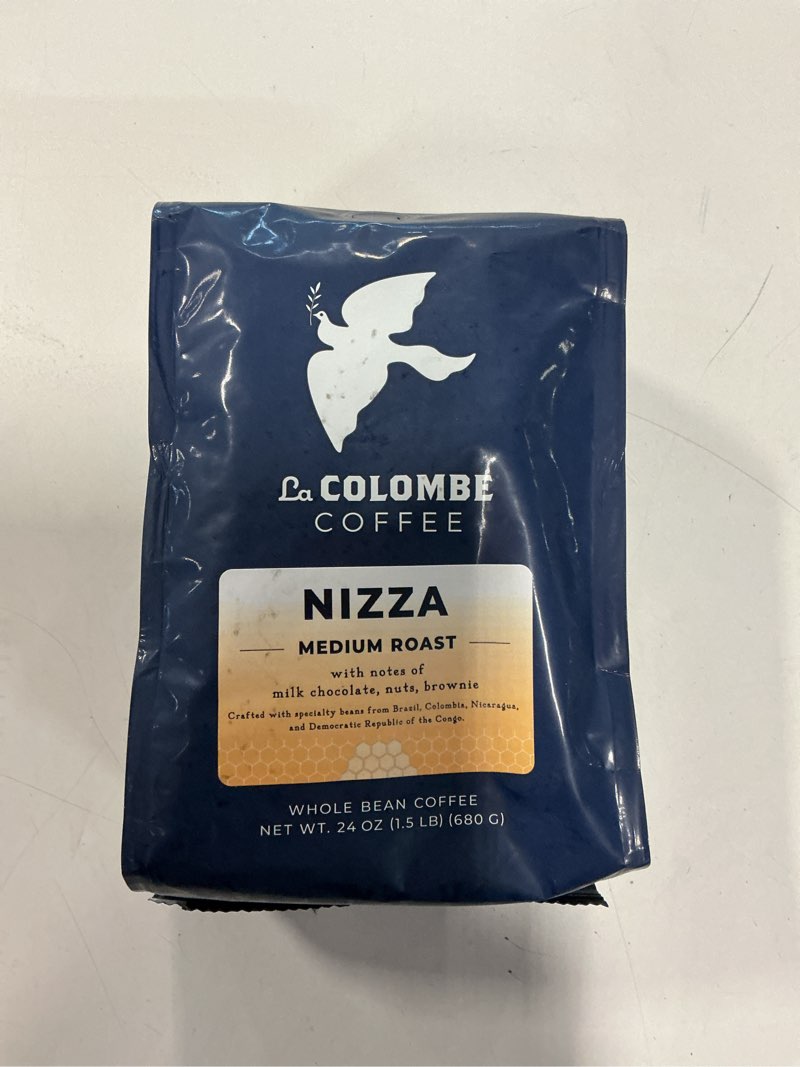 La COLOMBE
COFFEE
NIZZA
MEDIUM ROAST
with notes of
milk chocolate, nuts, brownie
Crafted with specialty beans from Brazil, Colombia, Nicaragua,
and Democratic Republic of the Congo.
WHOLE BEAN COFFEE
NET WT. 24 OZ (1.5 LB) (680 G)